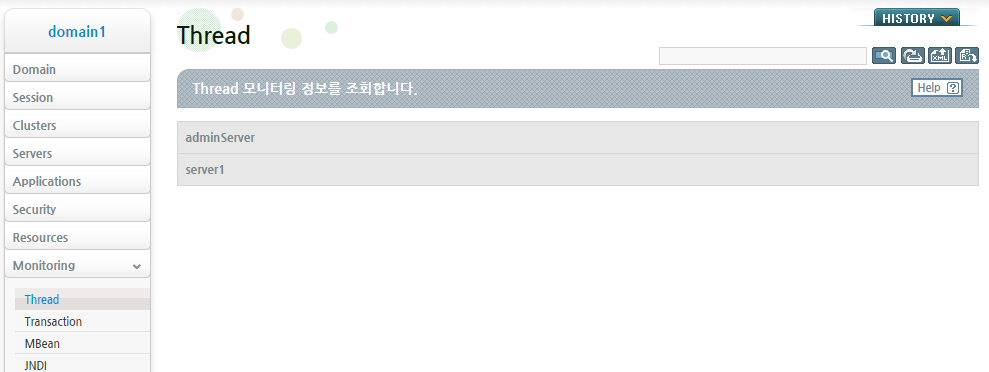 domain1
Domain
Session
Clusters
Servers
Applications
Security
Resources
Monitoring
Thread
Transaction
MBean
JNDI
HISTORY
Thread
XML
Thread 모니터링 정보를 조회합니다.
Help ?
adminServer
server1